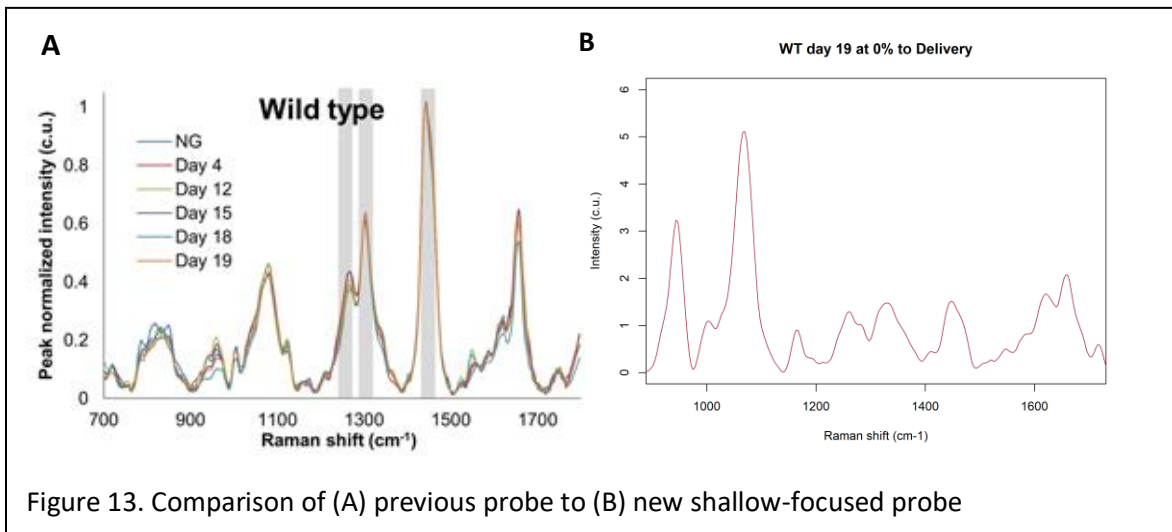 A
Wild type
NG
Day 4
Day 12
Day 15
Day 18
Day 19
Peak normalized intensity (c.u.)
1
0.8
0.6
0.4
0.2
0
700 900 1100 1300 1500 1700
Raman shift (cm-1)
B
WT day 19 at 0% to Delivery
Intensity (c.u.)
6
5
4
3
2
1
0
1000 1200 1400 1600
Raman shift (cm-1)
Figure 13. Comparison of (A) previous probe to (B) new shallow-focused probe